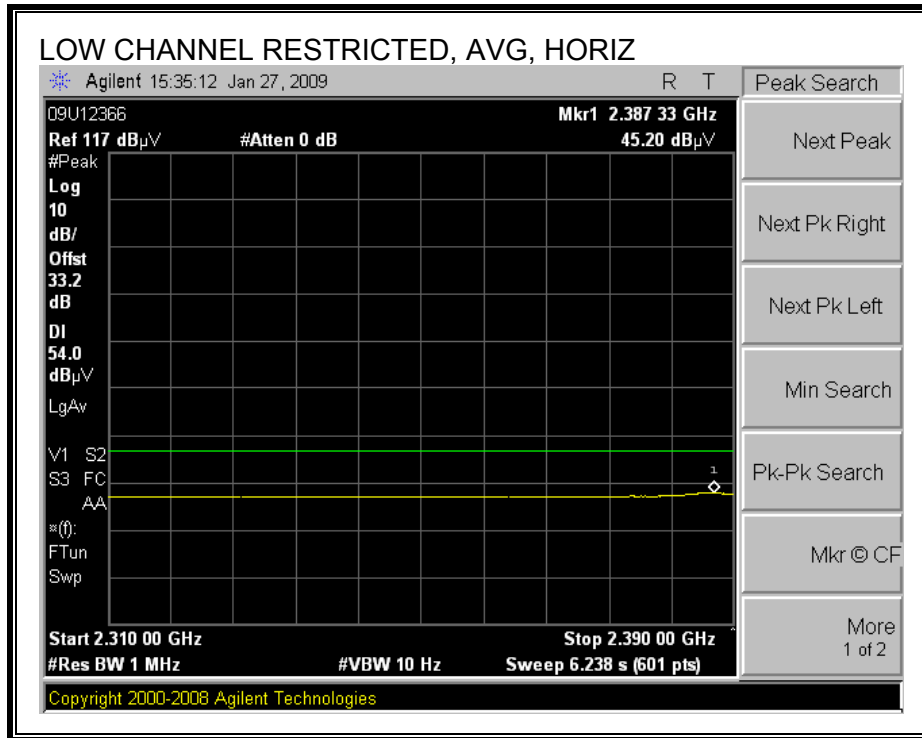 LOW CHANNEL RESTRICTED, AVG, HORIZ
Agilent 15:35:12 Jan 27, 2009 R T
Peak Search
09U12366
Mkr1 2.387 33 GHz
Ref 117 dBµV #Atten 0 dB 45.20 dBµV
#Peak
Log
10
dB/
Offst
33.2
dB
DI
54.0
dBµV
LgAv
V1 S2
S3 FC
AA
¤(f):
FTun
Swp
1
Start 2.310 00 GHz Stop 2.390 00 GHz ^
#Res BW 1 MHz #VBW 10 Hz Sweep 6.238 s (601 pts)
Next Peak
Next Pk Right
Next Pk Left
Min Search
Pk-Pk Search
Mkr © CF
More
1 of 2
Copyright 2000-2008 Agilent Technologies